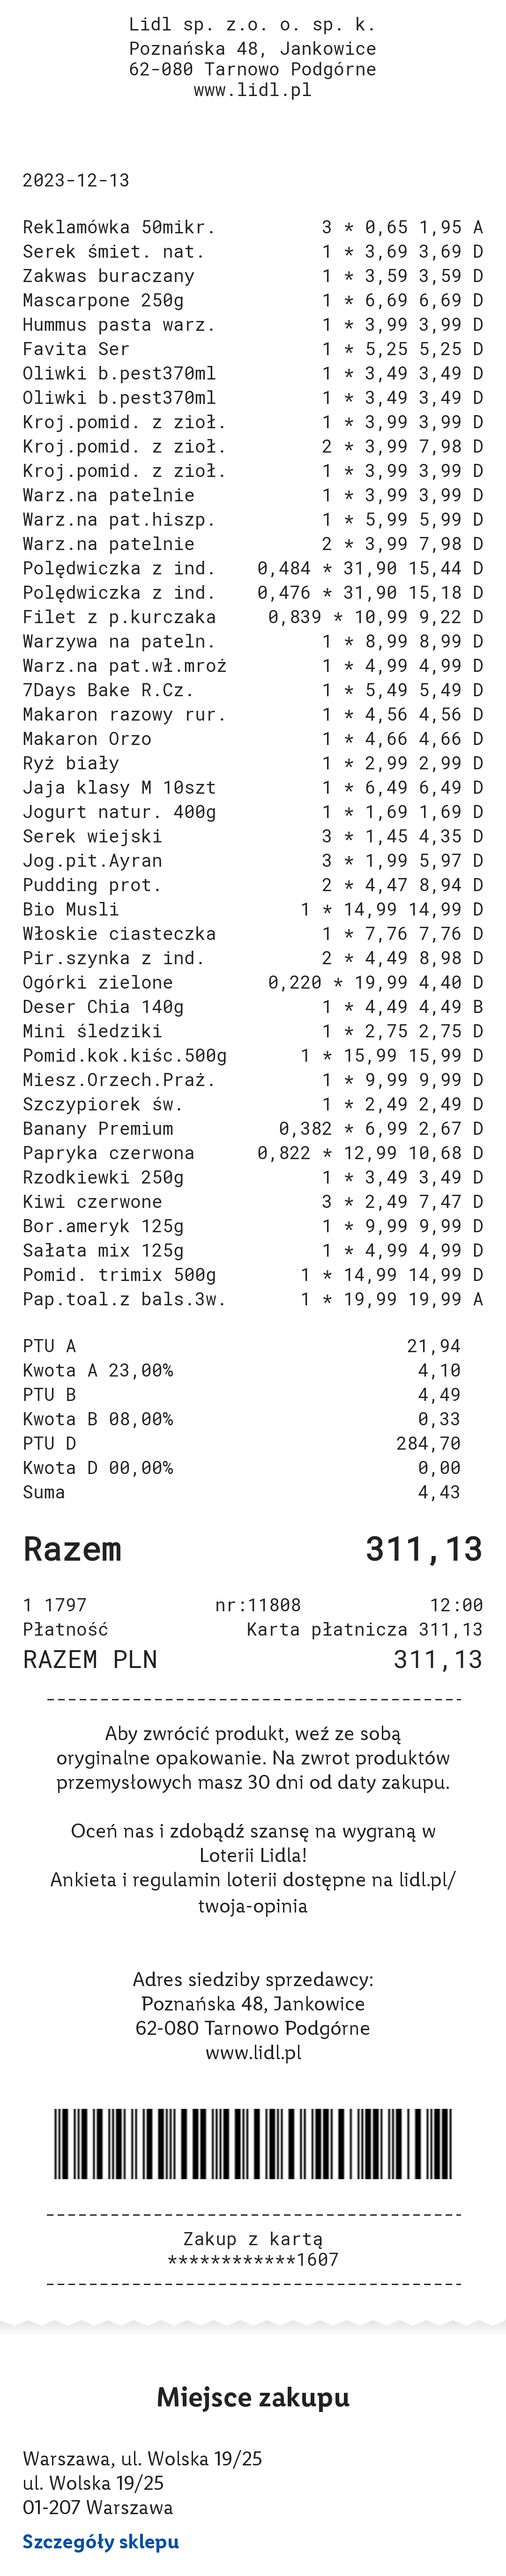 Lidl sp. z.o. o. sp. k.
Poznańska 48, Jankowice
62-080 Tarnowo Podgórne
www.lidl.pl
2023-12-13
Reklamówka 50mikr. 3 * 0,65 1,95 A
Serek śmiet. nat. 1 * 3,69 3,69 D
Zakwas buraczany 1 * 3,59 3,59 D
Mascarpone 250g 1 * 6,69 6,69 D
Hummus pasta warz. 1 * 3,99 3,99 D
Favita Ser 1 * 5,25 5,25 D
Oliwki b.pest370ml 1 * 3,49 3,49 D
Oliwki b.pest370ml 1 * 3,49 3,49 D
Kroj.pomid. z zioł. 1 * 3,99 3,99 D
Kroj.pomid. z zioł. 2 * 3,99 7,98 D
Kroj.pomid. z zioł. 1 * 3,99 3,99 D
Warz.na patelnie 1 * 3,99 3,99 D
Warz.na pat.hiszp. 1 * 5,99 5,99 D
Warz.na patelnie 2 * 3,99 7,98 D
Polędwiczka z ind. 0,484 * 31,90 15,44 D
Polędwiczka z ind. 0,476 * 31,90 15,18 D
Filet z p.kurczaka 0,839 * 10,99 9,22 D
Warzywa na pateln. 1 * 8,99 8,99 D
Warz.na pat.wł.mroż 1 * 4,99 4,99 D
7Days Bake R.Cz. 1 * 5,49 5,49 D
Makaron razowy rur. 1 * 4,56 4,56 D
Makaron Orzo 1 * 4,66 4,66 D
Ryż biały 1 * 2,99 2,99 D
Jaja klasy M 10szt 1 * 6,49 6,49 D
Jogurt natur. 400g 1 * 1,69 1,69 D
Serek wiejski 3 * 1,45 4,35 D
Jog.pit.Ayran 3 * 1,99 5,97 D
Pudding prot. 2 * 4,47 8,94 D
Bio Musli 1 * 14,99 14,99 D
Włoskie ciasteczka 1 * 7,76 7,76 D
Pir.szynka z ind. 2 * 4,49 8,98 D
Ogórki zielone 0,220 * 19,99 4,40 D
Deser Chia 140g 1 * 4,49 4,49 B
Mini śledziki 1 * 2,75 2,75 D
Pomid.kok.kiśc.500g 1 * 15,99 15,99 D
Miesz.Orzech.Praż. 1 * 9,99 9,99 D
Szczypiorek św. 1 * 2,49 2,49 D
Banany Premium 0,382 * 6,99 2,67 D
Papryka czerwona 0,822 * 12,99 10,68 D
Rzodkiewki 250g 1 * 3,49 3,49 D
Kiwi czerwone 3 * 2,49 7,47 D
Bor.ameryk 125g 1 * 9,99 9,99 D
Sałata mix 125g 1 * 4,99 4,99 D
Pomid. trimix 500g 1 * 14,99 14,99 D
Pap.toal.z bals.3w. 1 * 19,99 19,99 A
PTU A 21,94
Kwota A 23,00% 4,10
PTU B 4,49
Kwota B 08,00% 0,33
PTU D 284,70
Kwota D 00,00% 0,00
Suma 4,43
Razem 311,13
1 1797 nr:11808 12:00
Płatność Karta płatnicza 311,13
RAZEM PLN 311,13
Aby zwrócić produkt, weź ze sobą
oryginalne opakowanie. Na zwrot produktów
przemysłowych masz 30 dni od daty zakupu.
Oceń nas i zdobądź szansę na wygraną w
Loterii Lidla!
Ankieta i regulamin loterii dostępne na lidl.pl/
twoja-opinia
Adres siedziby sprzedawcy:
Poznańska 48, Jankowice
62-080 Tarnowo Podgórne
www.lidl.pl
Zakup z kartą
************1607
Miejsce zakupu
Warszawa, ul. Wolska 19/25
ul. Wolska 19/25
01-207 Warszawa
Szczegóły sklepu